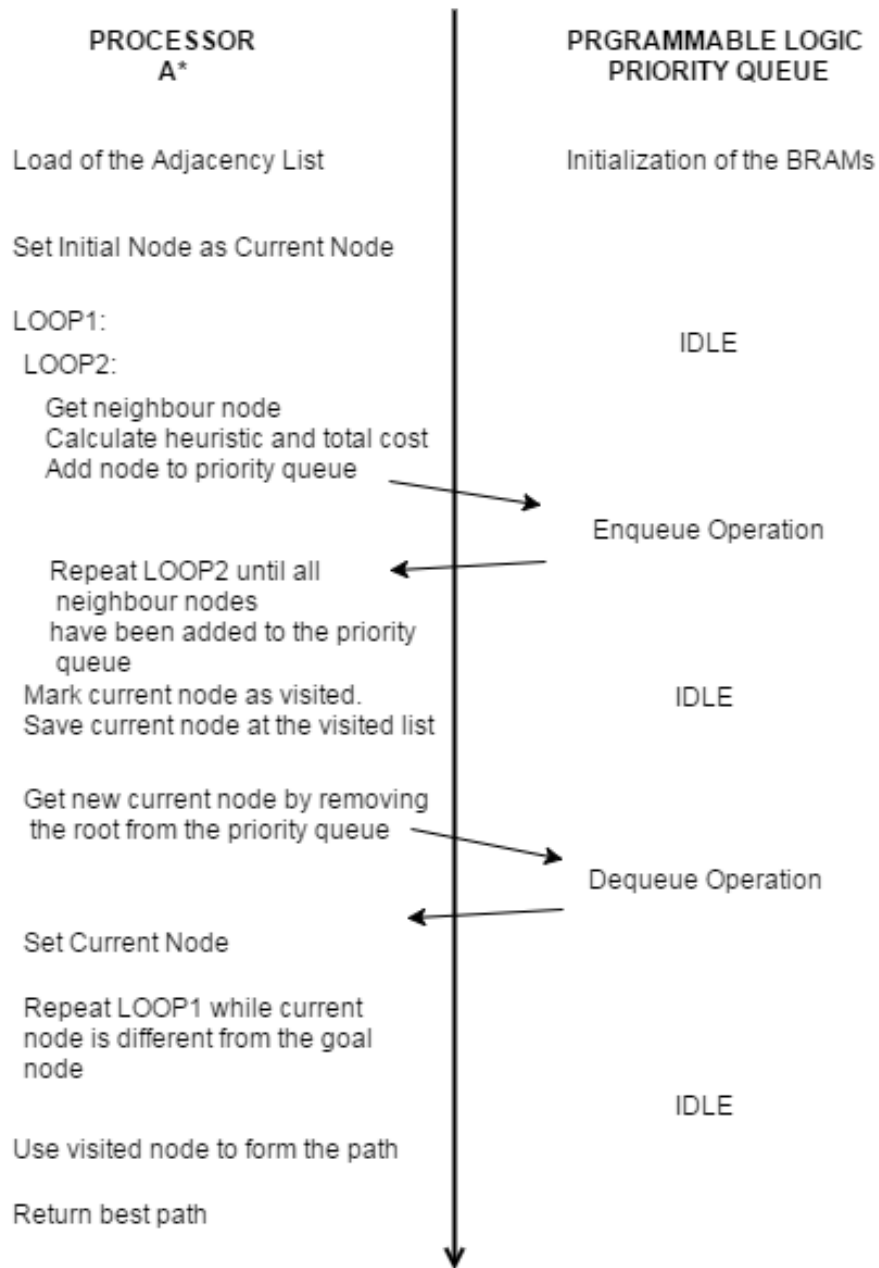 PROCESSOR
A*
PRGRAMMABLE LOGIC
PRIORITY QUEUE
Load of the Adjacency List
Initialization of the BRAMs
Set Initial Node as Current Node
LOOP1:
IDLE
LOOP2:
Get neighbour node
Calculate heuristic and total cost
Add node to priority queue
Enqueue Operation
Repeat LOOP2 until all
neighbour nodes
have been added to the priority
queue
Mark current node as visited.
IDLE
Save current node at the visited list
Get new current node by removing
the root from the priority queue
Dequeue Operation
Set Current Node
Repeat LOOP1 while current
node is different from the goal
node
IDLE
Use visited node to form the path
Return best path